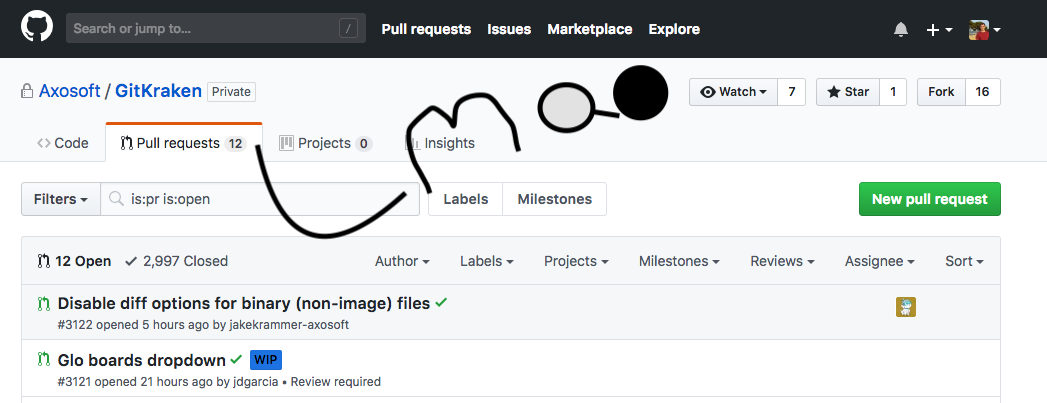 Search or jump to... / Pull requests Issues Marketplace Explore
Axosoft / GitKraken Private Watch 7 Star 1 Fork 16
Code Pull requests 12 Projects 0 Insights
Filters is:pr is:open Labels Milestones New pull request
12 Open 2,997 Closed Author Labels Projects Milestones Reviews Assignee Sort
Disable diff options for binary (non-image) files
#3122 opened 5 hours ago by jakekrammer-axosoft
Glo boards dropdown WIP
#3121 opened 21 hours ago by jdgarcia • Review required